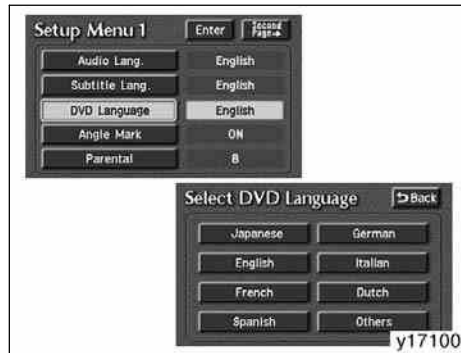 Setup Menu 1 Enter Second Page→
Audio Lang. English
Subtitle Lang. English
DVD Language English
Angle Mark ON
Parental 8
Select DVD Language Back
Japanese German
English Italian
French Dutch
Spanish Others
y17100